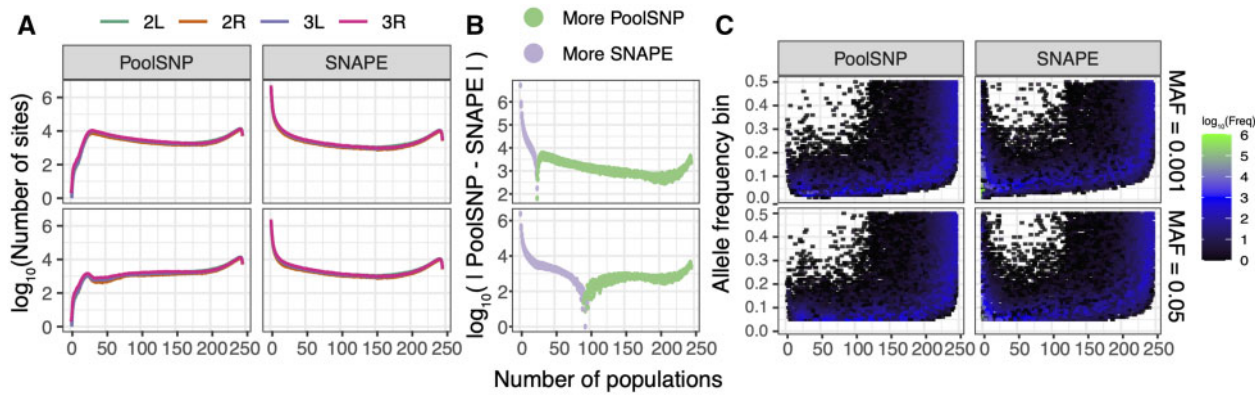 A
2L 2R 3L 3R
PoolSNP SNAPE
log10(Number of sites)
6
4
2
0
6
4
2
0
0 50 100 150 200 250 0 50 100 150 200 250
B
More PoolSNP
More SNAPE
log10( | PoolSNP - SNAPE | )
6
5
4
3
2
6
4
2
0
0 50 100 150 200 250
Number of populations
C
PoolSNP SNAPE
Allele frequency bin
0.5
0.4
0.3
0.2
0.1
0.0
0.5
0.4
0.3
0.2
0.1
0.0
0 50 100 150 200 250 0 50 100 150 200 250
MAF = 0.001
MAF = 0.05
log10(Freq)
6
5
4
3
2
1
0